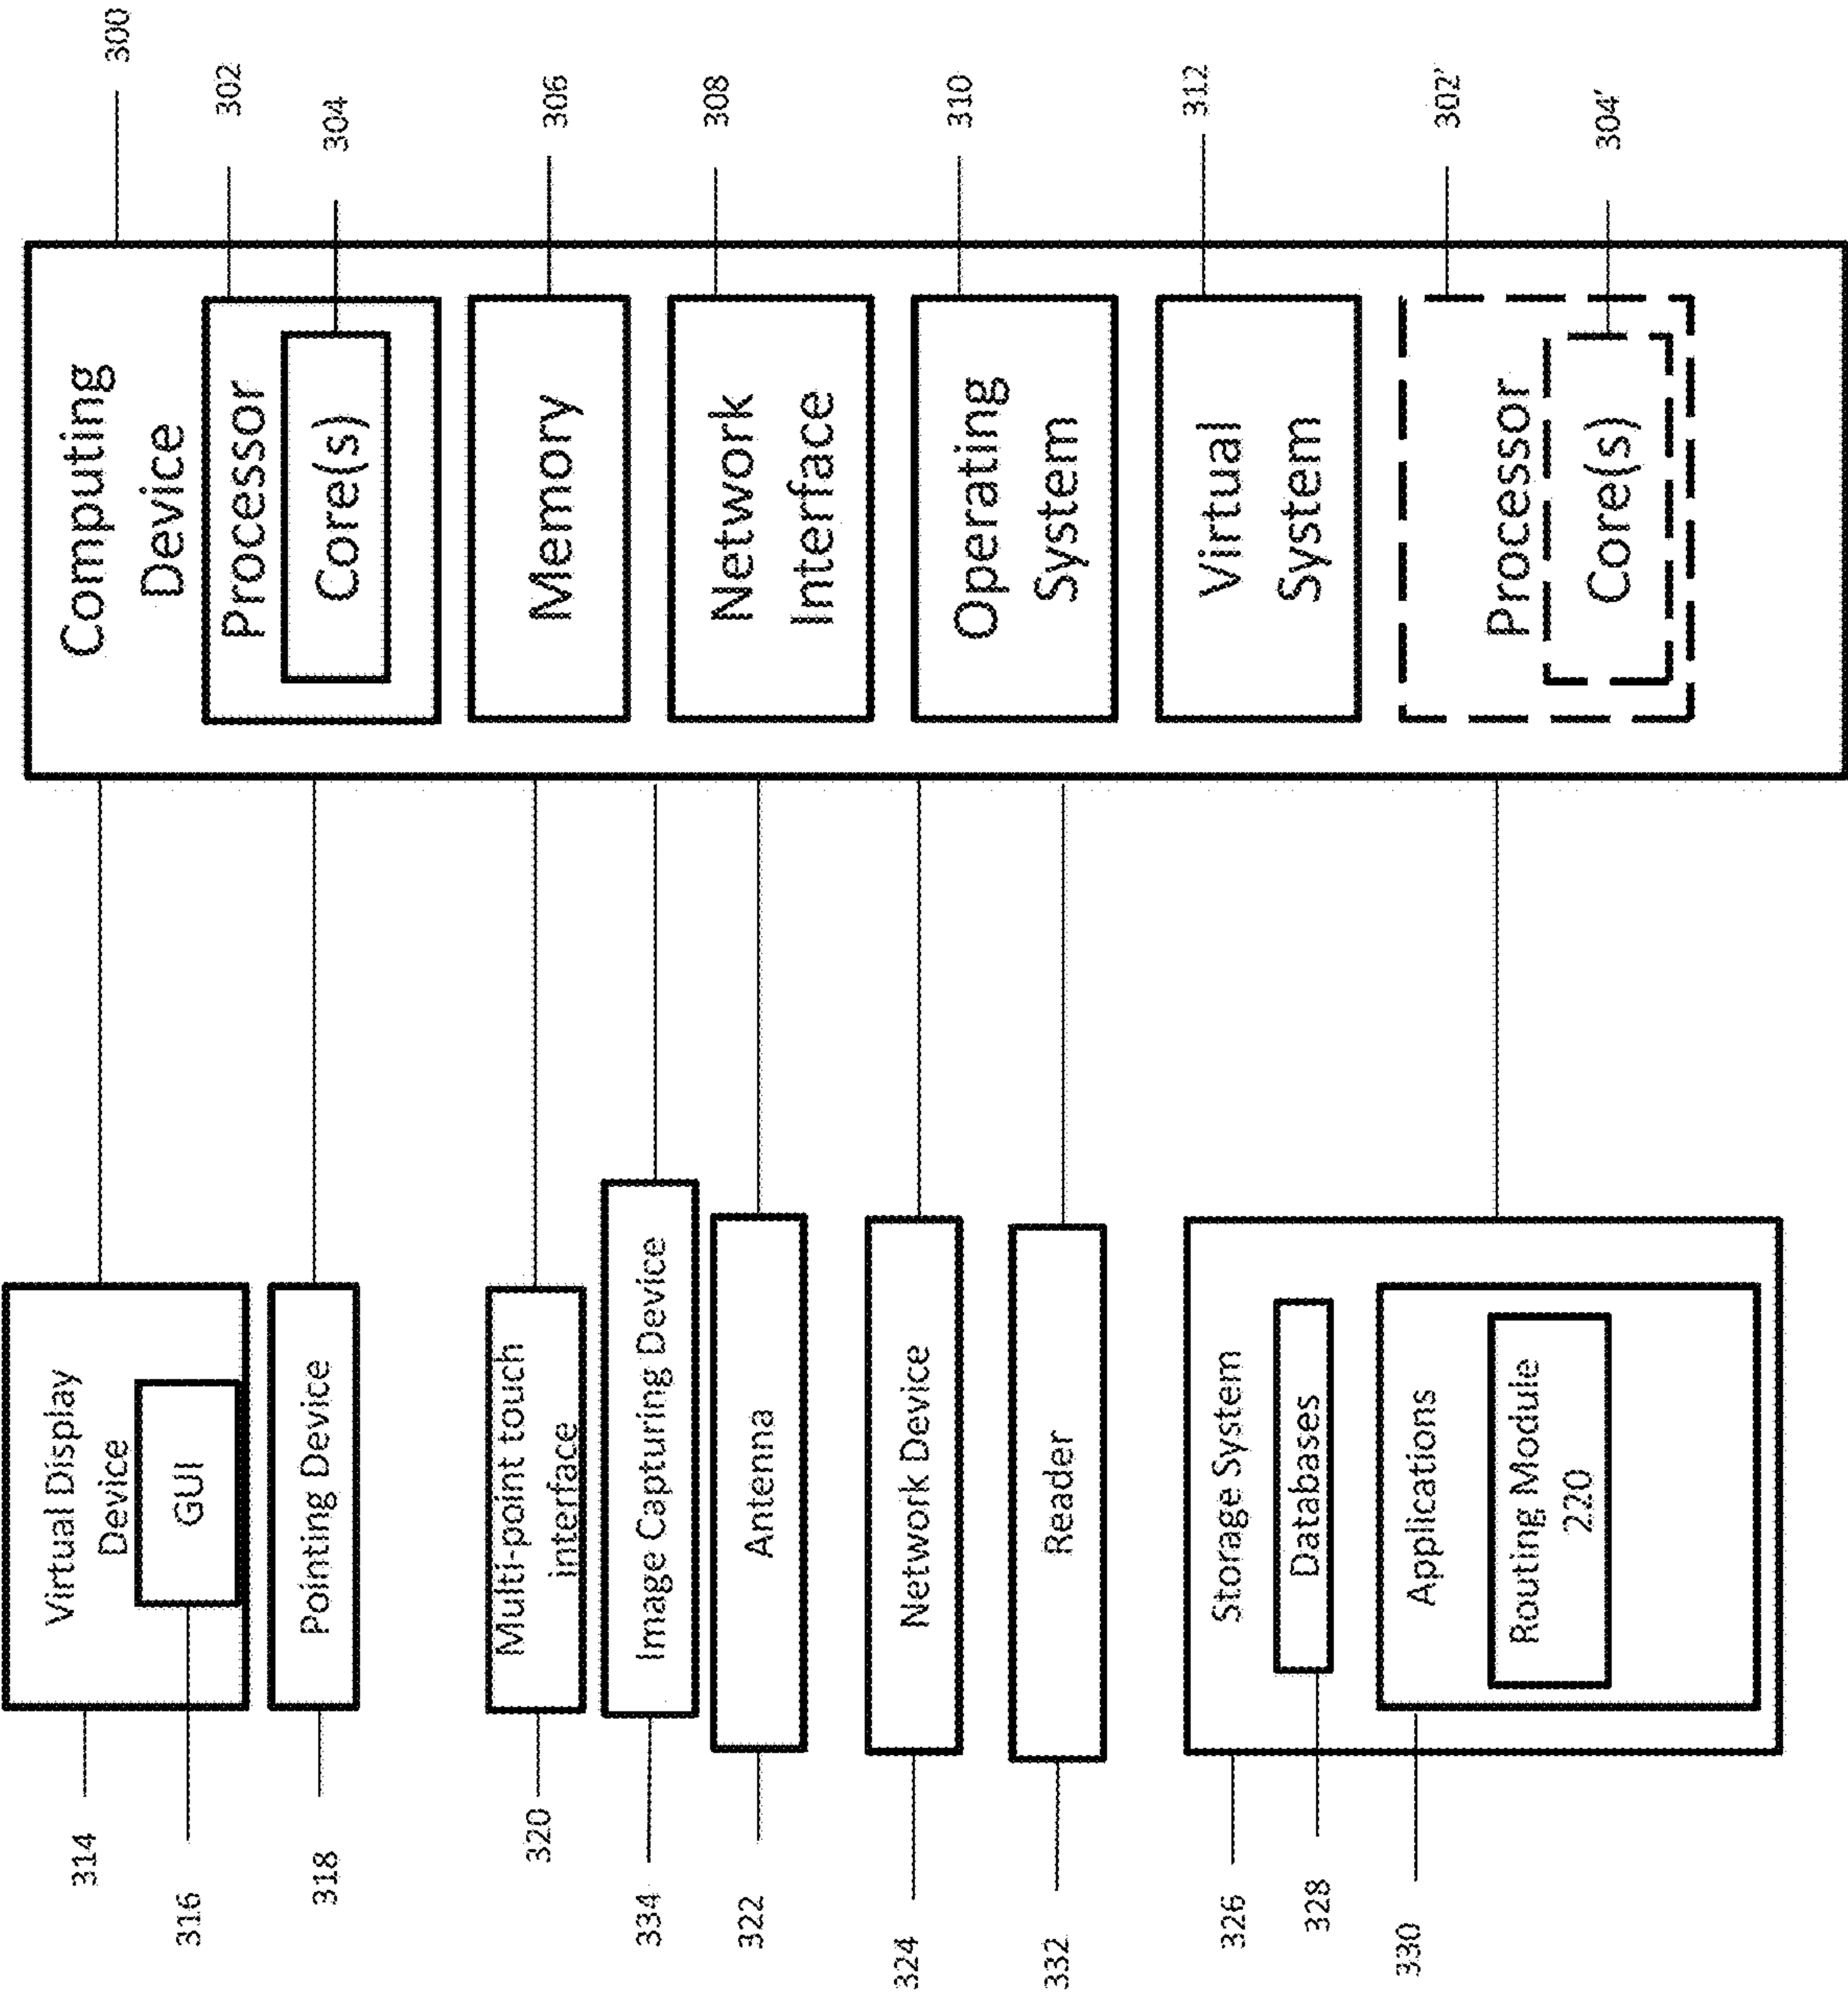 314
Virtual Display
Device
316
GUI
318
Pointing Device
320
Multi-point touch
interface
334
Image Capturing Device
322
Antenna
324
Network Device
332
Reader
326
Storage System
328
Databases
330
Applications
Routing Module
220
Computing
Device
300
Processor
302
Core(s)
304
Memory
306
Network
Interface
308
Operating
System
310
Virtual
System
312
Processor
302'
Core(s)
304'